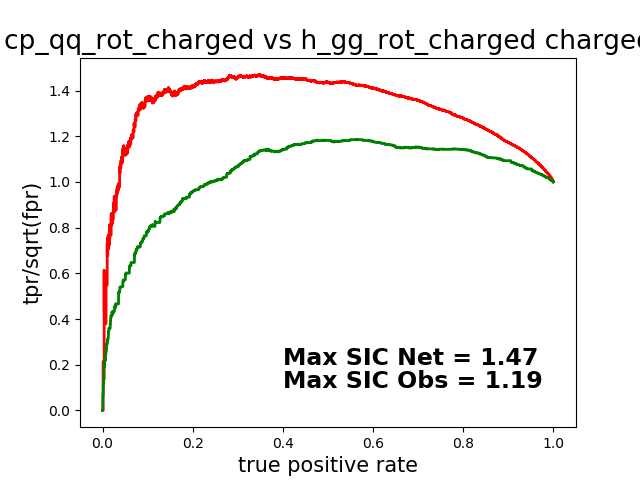 cp_qq_rot_charged vs h_gg_rot_charged charged
tpr/sqrt(fpr)
1.4
1.2
1.0
0.8
0.6
0.4
0.2
0.0
Max SIC Net = 1.47
Max SIC Obs = 1.19
0.0 0.2 0.4 0.6 0.8 1.0
true positive rate